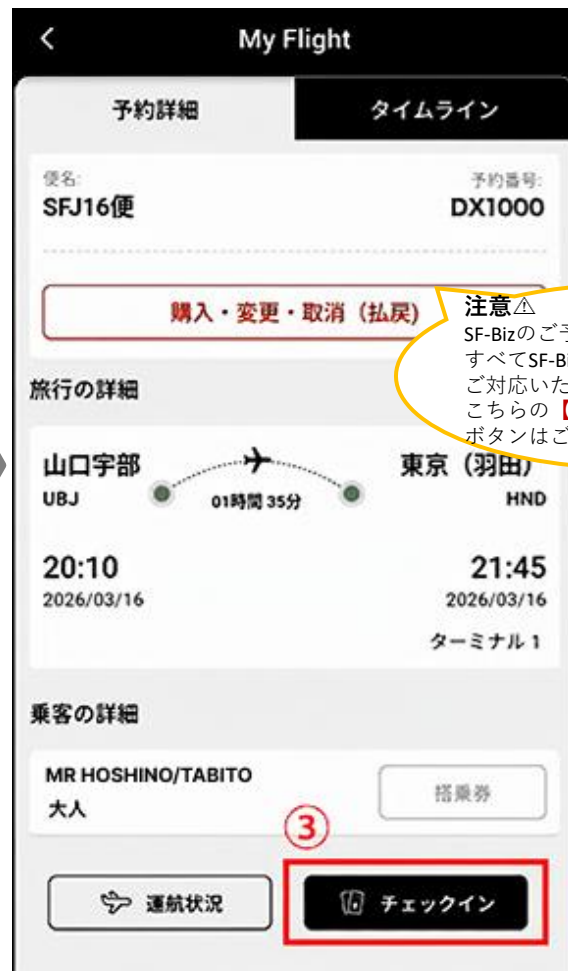 My Flight
予約詳細
タイムライン
便名:
予約番号:
SFJ16便
DX1000
購入・変更・取消（払戻）
注意⚠
SF-Bizのご
すべてSF-B
ご対応いた
こちらの【
ボタンはご
旅行の詳細
山口宇部
東京（羽田）
UBJ
01時間 35分
HND
20:10
21:45
2026/03/16
2026/03/16
ターミナル 1
乗客の詳細
MR HOSHINO/TABITO
大人
搭乗券
③
運航状況
チェックイン